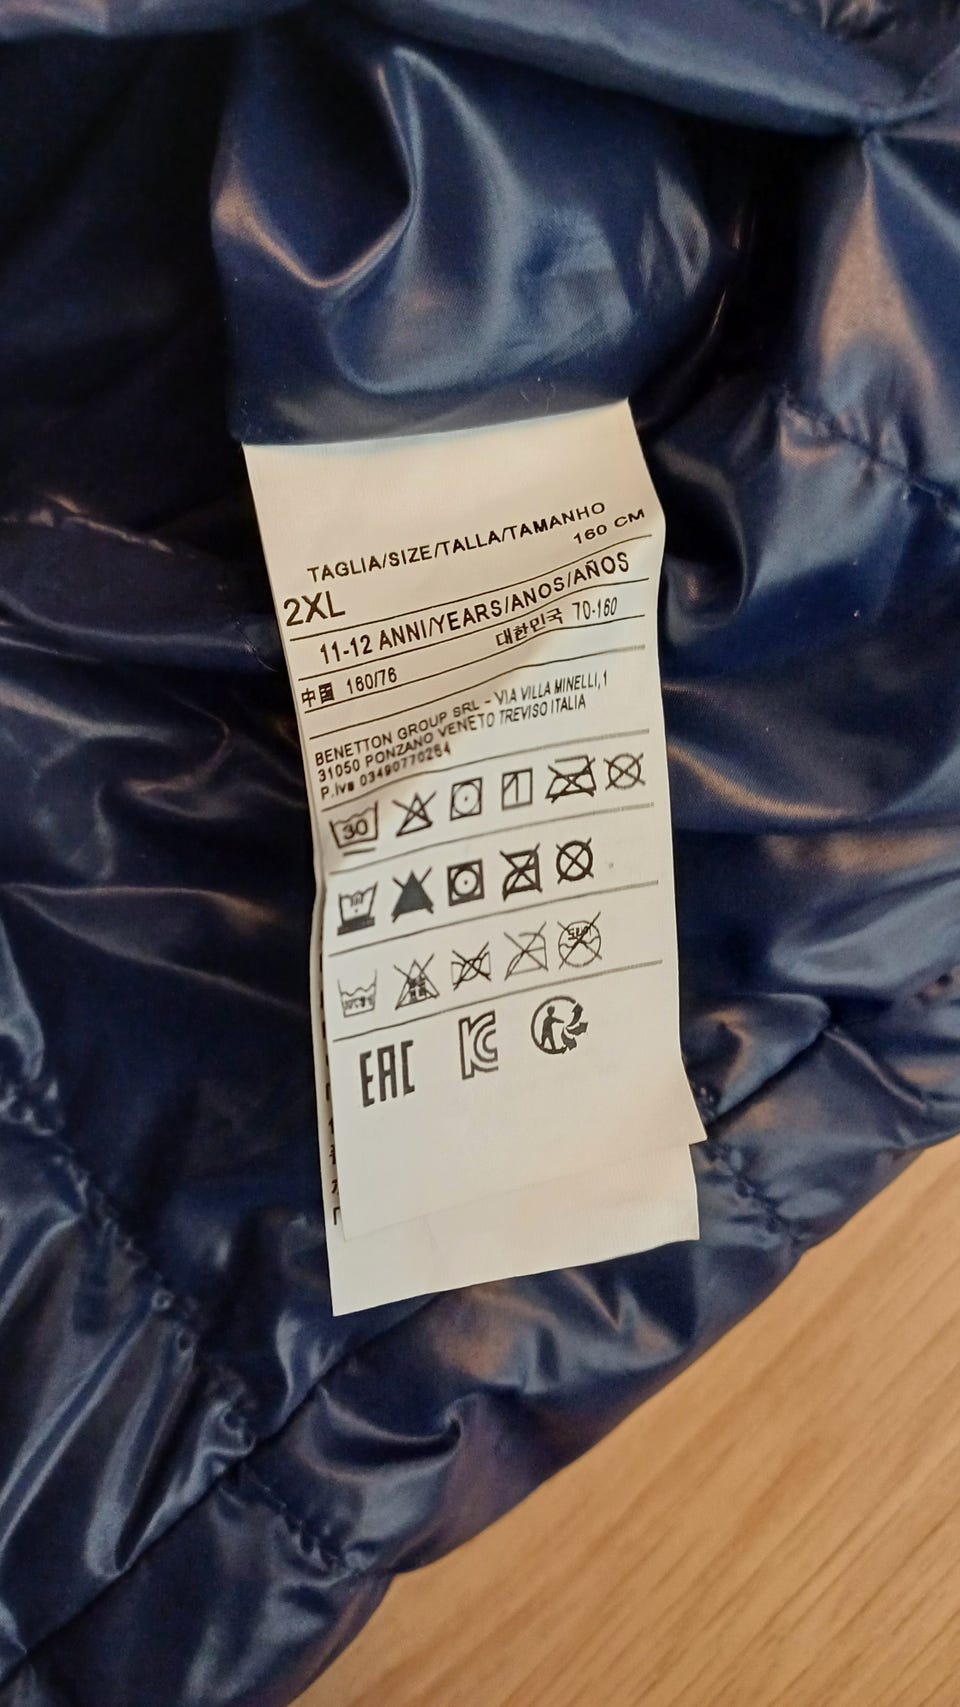 TAGLIA/SIZE/TALLA/TAMANHO
2XL 160 CM
11-12 ANNI/YEARS/ANOS/AÑOS
中国 160/76 대한민국 70-160
BENETTON GROUP SRL - VIA VILLA MINELLI,1
31050 PONZANO VENETO TREVISO ITALIA
P.Iva 03490770264
30
EAC